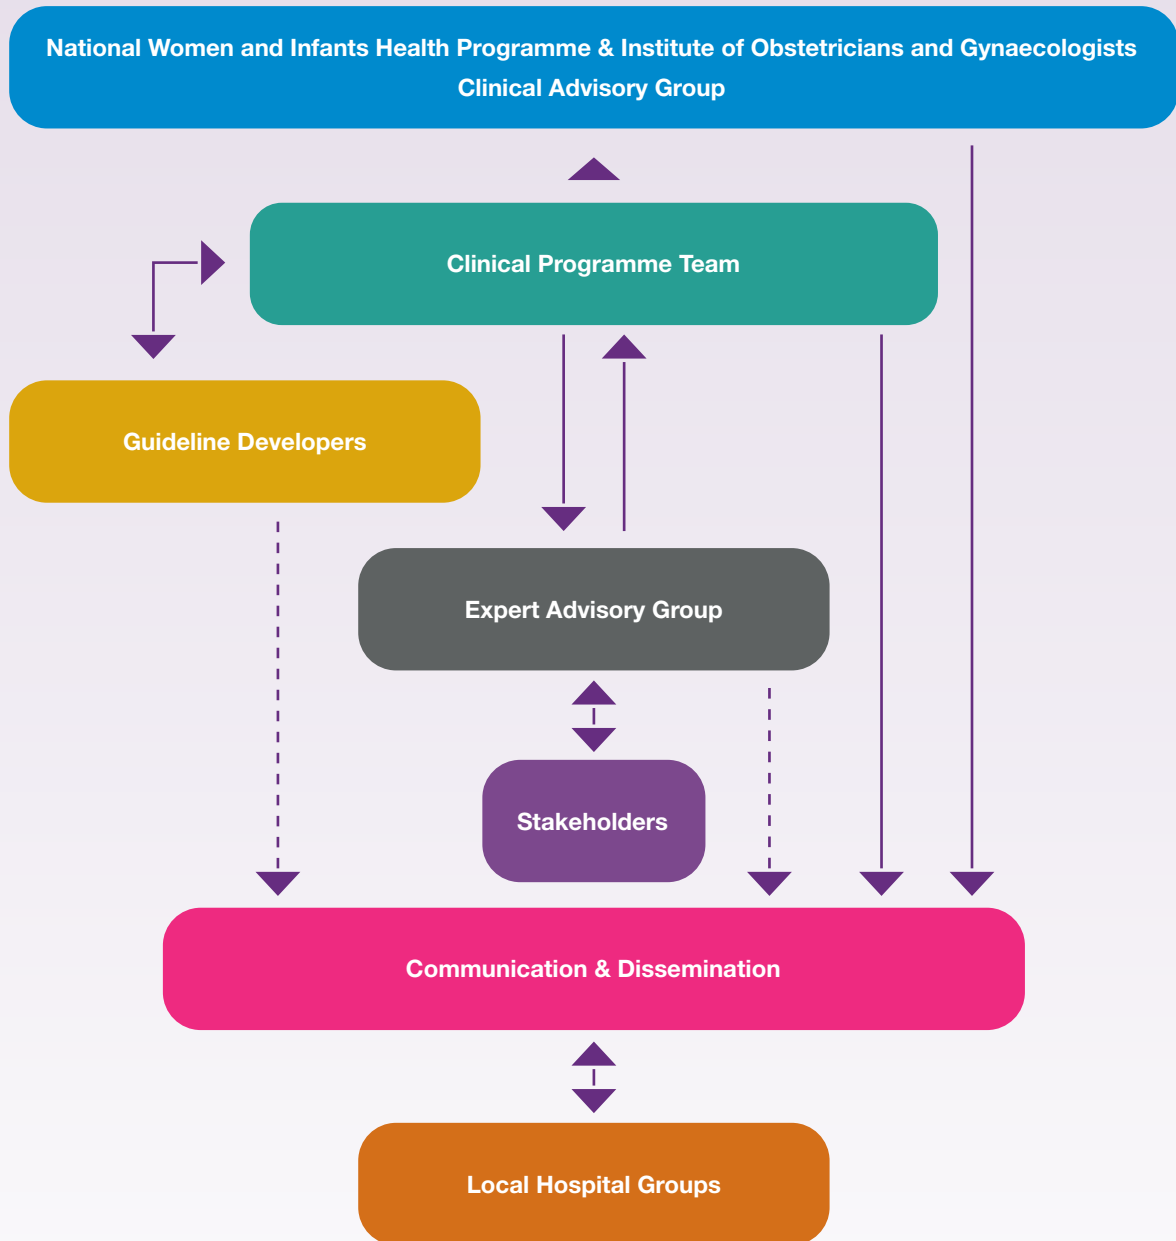 National Women and Infants Health Programme & Institute of Obstetricians and Gynaecologists
Clinical Advisory Group
Clinical Programme Team
Guideline Developers
Expert Advisory Group
Stakeholders
Communication & Dissemination
Local Hospital Groups